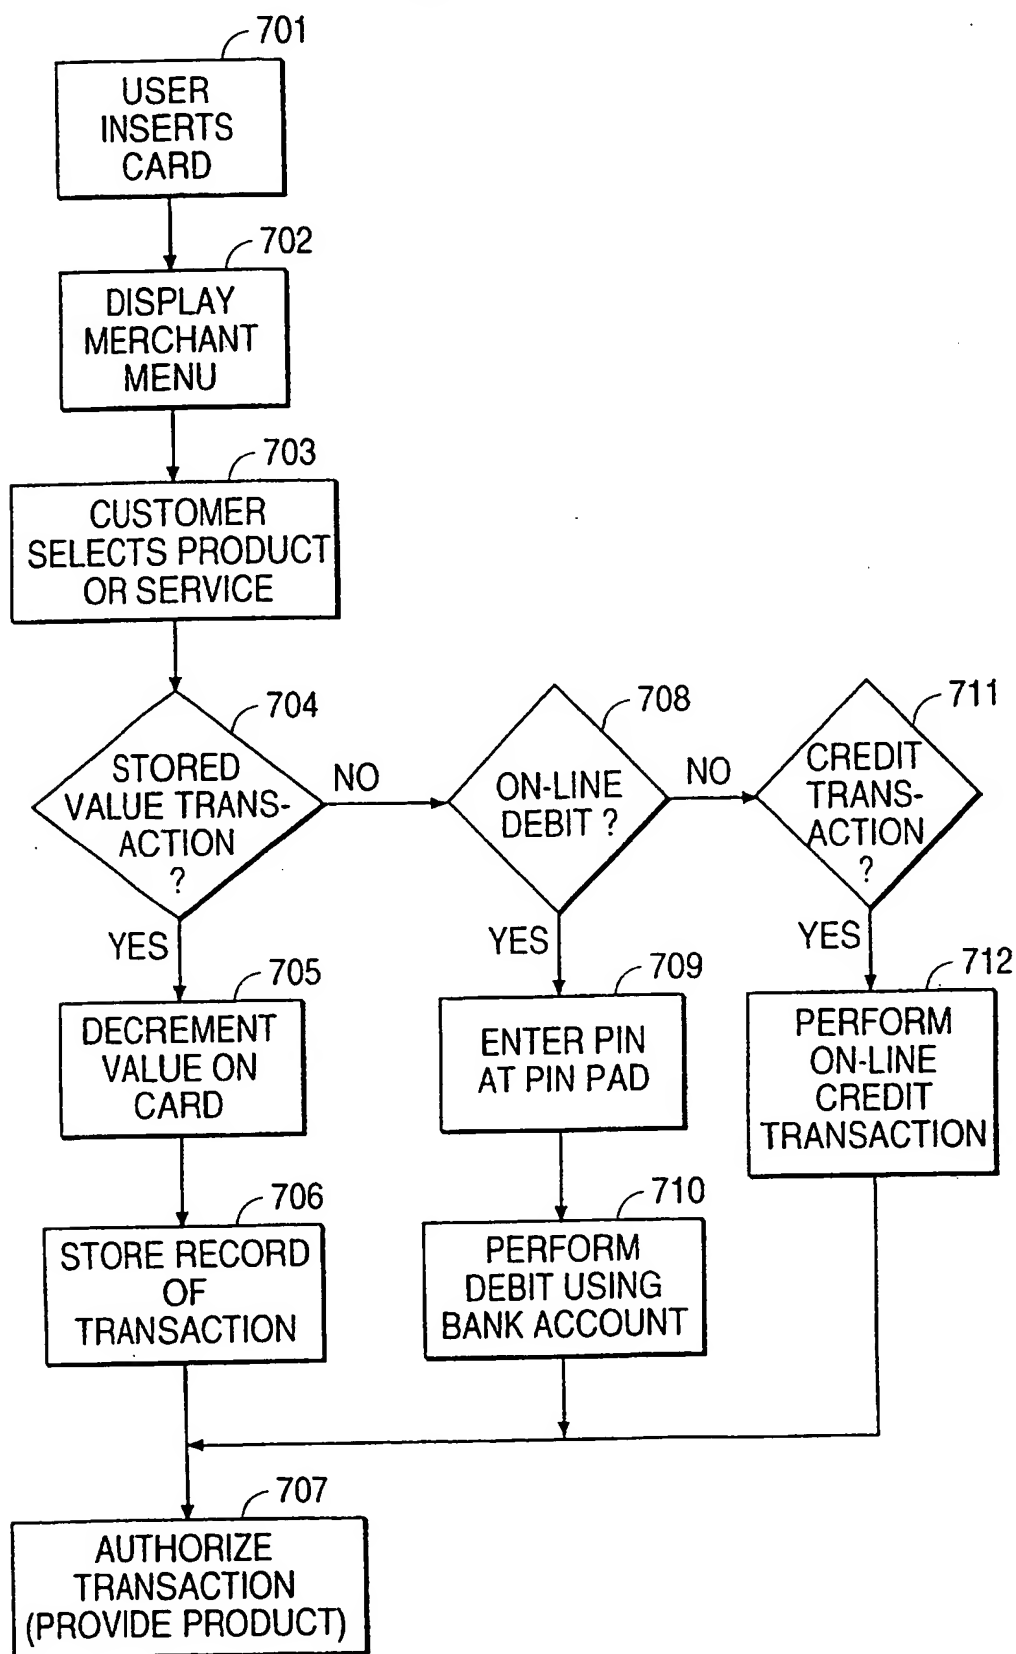 701
USER
INSERTS
CARD
702
DISPLAY
MERCHANT
MENU
703
CUSTOMER
SELECTS PRODUCT
OR SERVICE
704
STORED
VALUE TRANS-
ACTION
?
NO
708
ON-LINE
DEBIT ?
NO
711
CREDIT
TRANS-
ACTION
?
YES
705
DECREMENT
VALUE ON
CARD
706
STORE RECORD
OF
TRANSACTION
YES
709
ENTER PIN
AT PIN PAD
710
PERFORM
DEBIT USING
BANK ACCOUNT
YES
712
PERFORM
ON-LINE
CREDIT
TRANSACTION
707
AUTHORIZE
TRANSACTION
(PROVIDE PRODUCT)